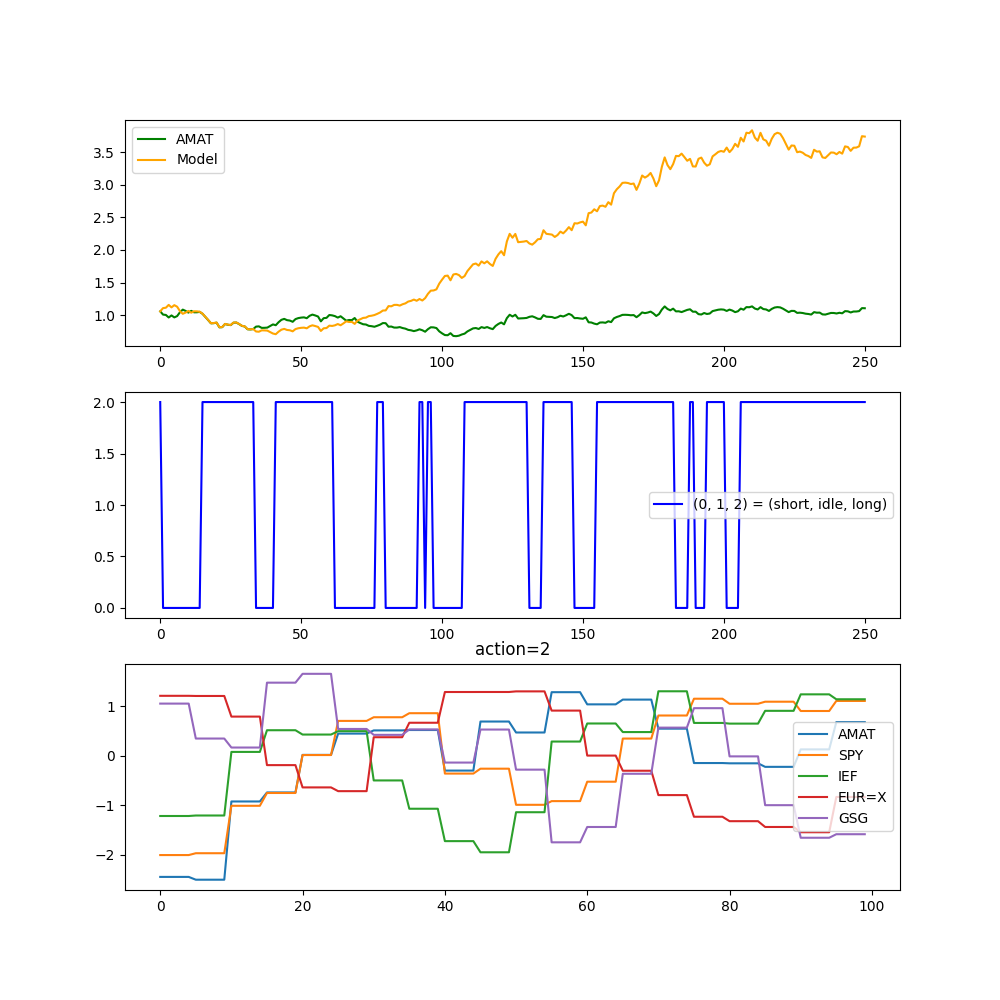 AMAT
Model
3.5
3.0
2.5
2.0
1.5
1.0
0 50 100 150 200 250
2.0
1.5
1.0
0.5
0.0
(0, 1, 2) = (short, idle, long)
0 50 100 150 200 250
action=2
1
0
−1
−2
AMAT
SPY
IEF
EUR=X
GSG
0 20 40 60 80 100